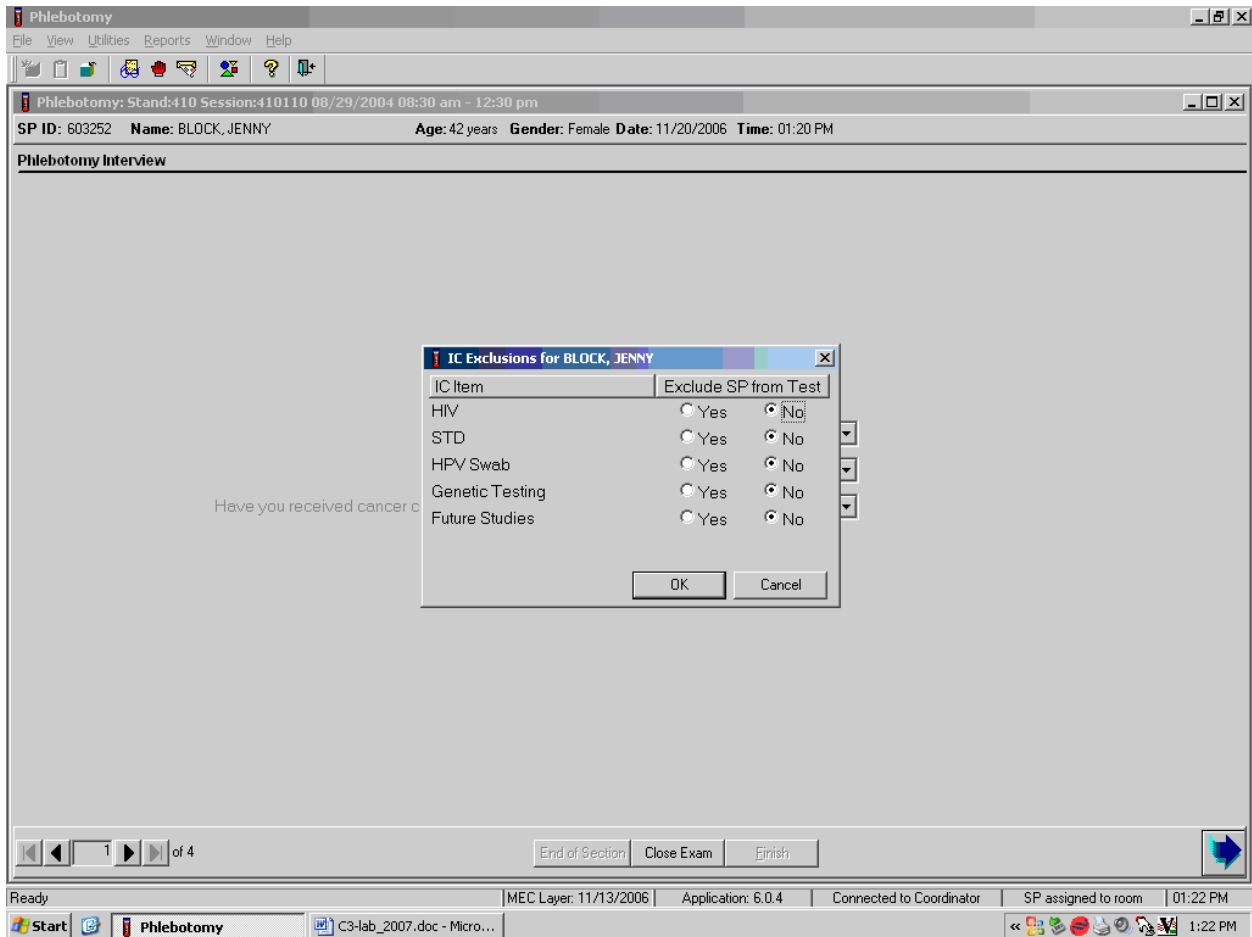 Phlebotomy
File View Utilities Reports Window Help
Phlebotomy: Stand:410 Session:410110 08/29/2004 08:30 am - 12:30 pm
SP ID: 603252 Name: BLOCK, JENNY Age: 42 years Gender: Female Date: 11/20/2006 Time: 01:20 PM
Phlebotomy Interview
IC Exclusions for BLOCK, JENNY
IC Item Exclude SP from Test
HIV Yes No
STD Yes No
HPV Swab Yes No
Genetic Testing Yes No
Have you received cancer c
Future Studies Yes No
OK Cancel
1 of 4 End of Section Close Exam Finish
Ready MEC Layer: 11/13/2006 Application: 6.0.4 Connected to Coordinator SP assigned to room 01:22 PM
Start Phlebotomy C3-lab_2007.doc - Micro... « 1:22 PM